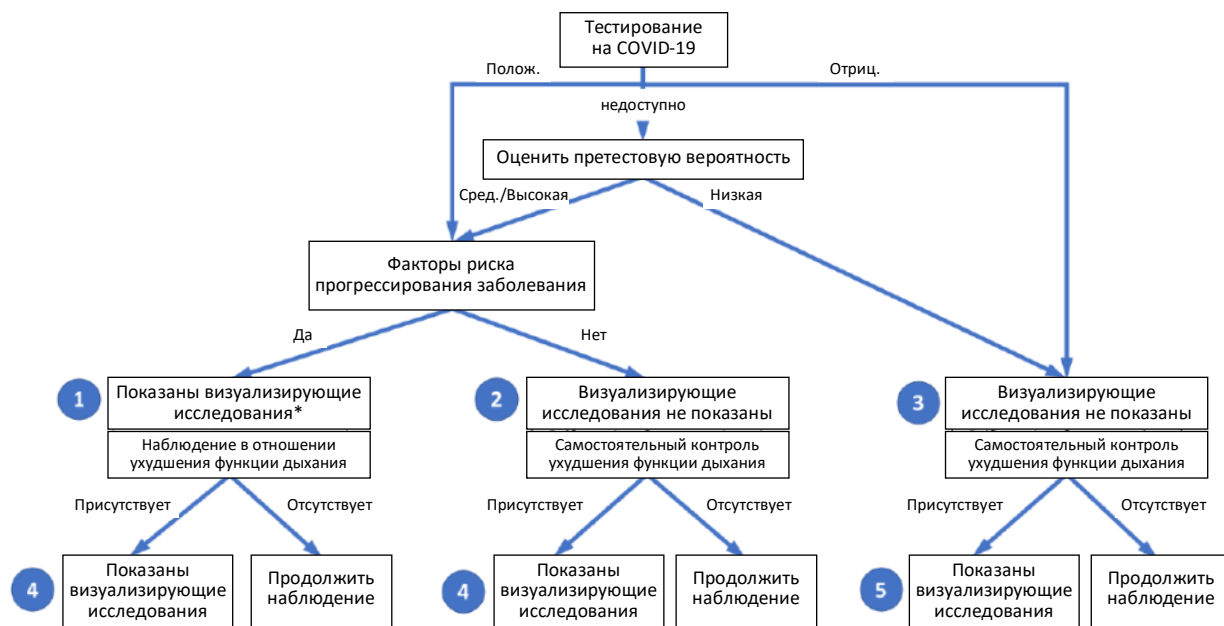 Тестирование
на COVID-19
Полож.
Отриц.
недоступно
Оценить претестовую вероятность
Сред./Высокая
Низкая
Факторы риска
прогрессирования заболевания
Да
Нет
1
Показаны визуализирующие
исследования*
Наблюдение в отношении
ухудшения функции дыхания
2
Визуализирующие
исследования не показаны
Самостоятельный контроль
ухудшения функции дыхания
3
Визуализирующие
исследования не показаны
Самостоятельный контроль
ухудшения функции дыхания
Присутствует
Отсутствует
Присутствует
Отсутствует
Присутствует
Отсутствует
4
Показаны
визуализирующие
исследования
Продолжить
наблюдение
4
Показаны
визуализирующие
исследования
Продолжить
наблюдение
5
Показаны
визуализирующие
исследования
Продолжить
наблюдение